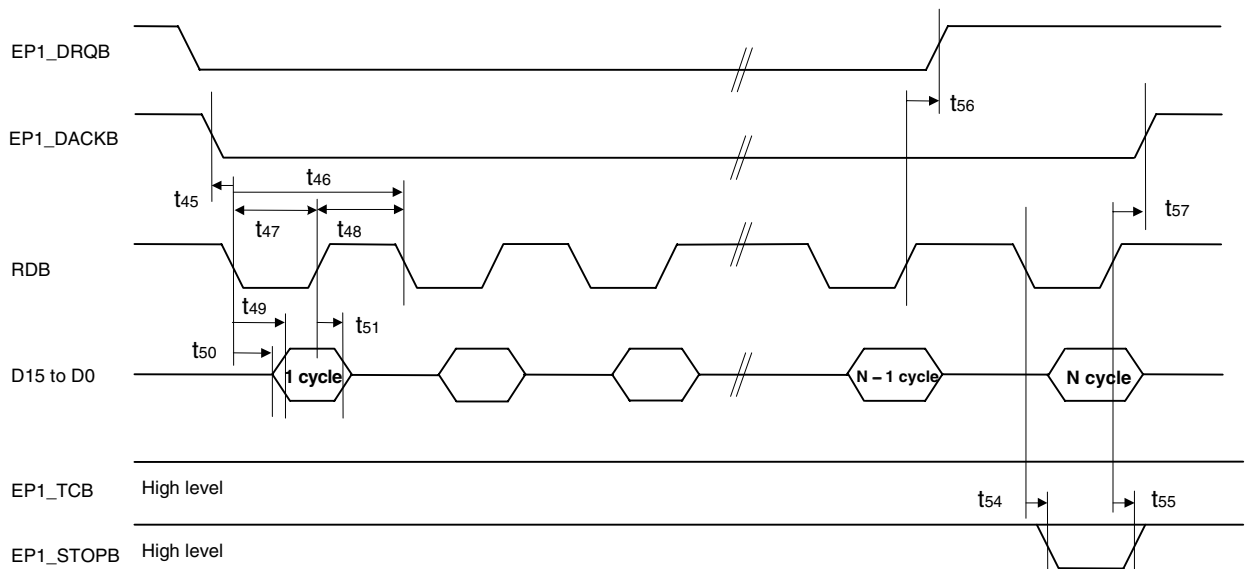 EP1_DRQB
t56
EP1_DACKB
t45
t46
t57
t47
t48
RDB
t49
t51
t50
D15 to D0
1 cycle
N – 1 cycle
N cycle
EP1_TCB
High level
t54
t55
EP1_STOPB
High level